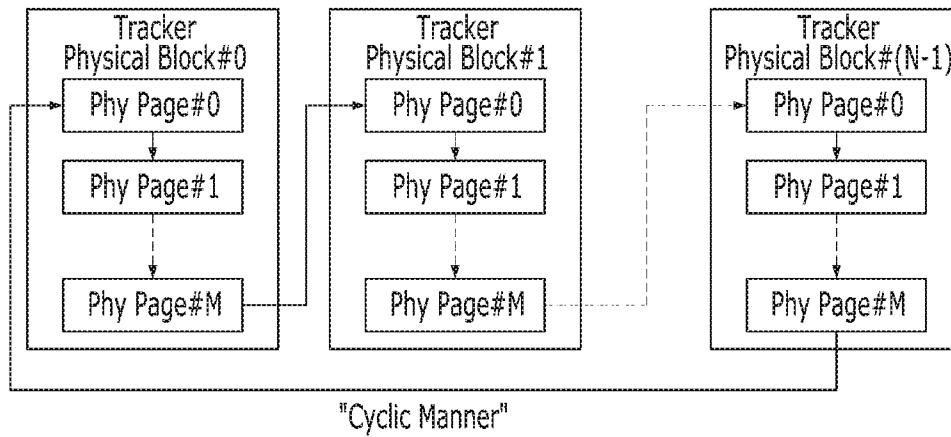 Tracker
Physical Block#0
Phy Page#0
Phy Page#1
Phy Page#M
Tracker
Physical Block#1
Phy Page#0
Phy Page#1
Phy Page#M
Tracker
Physical Block#(N-1)
Phy Page#0
Phy Page#1
Phy Page#M
"Cyclic Manner"